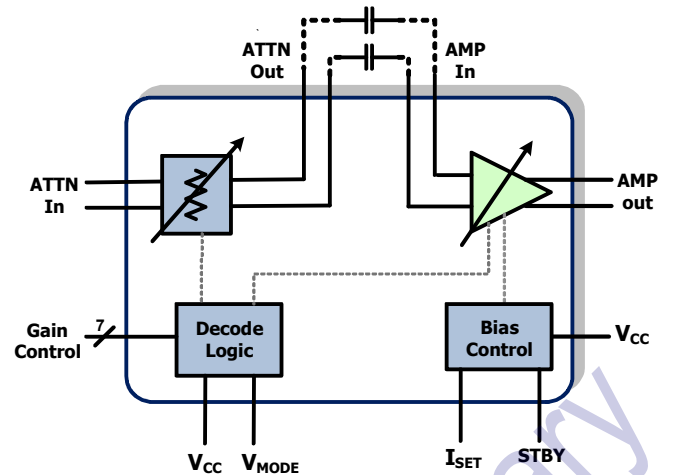 ATTN
Out
AMP
In
ATTN
In
AMP
out
Gain
Control
7
Decode
Logic
Bias
Control
VCC
VCC
VMODE
ISET
STBY